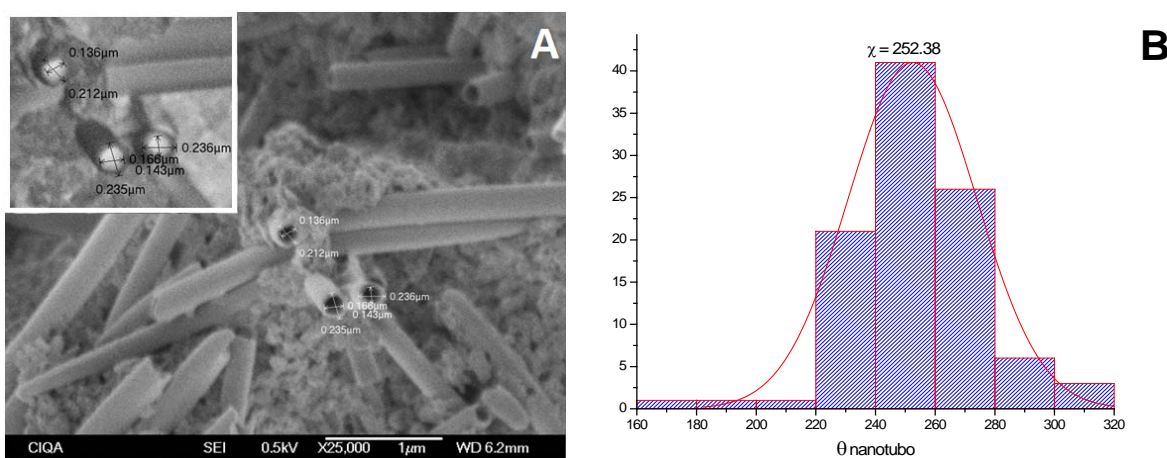 0.136µm
0.212µm
0.236µm
0.166µm
0.143µm
0.235µm
A
0.136µm
0.212µm
0.236µm
0.166µm
0.143µm
0.235µm
CIQA SEI 0.5kV X25,000 1µm WD 6.2mm
B
χ = 252.38
40
35
30
25
20
15
10
5
0
160 180 200 220 240 260 280 300 320
θ nanotubo